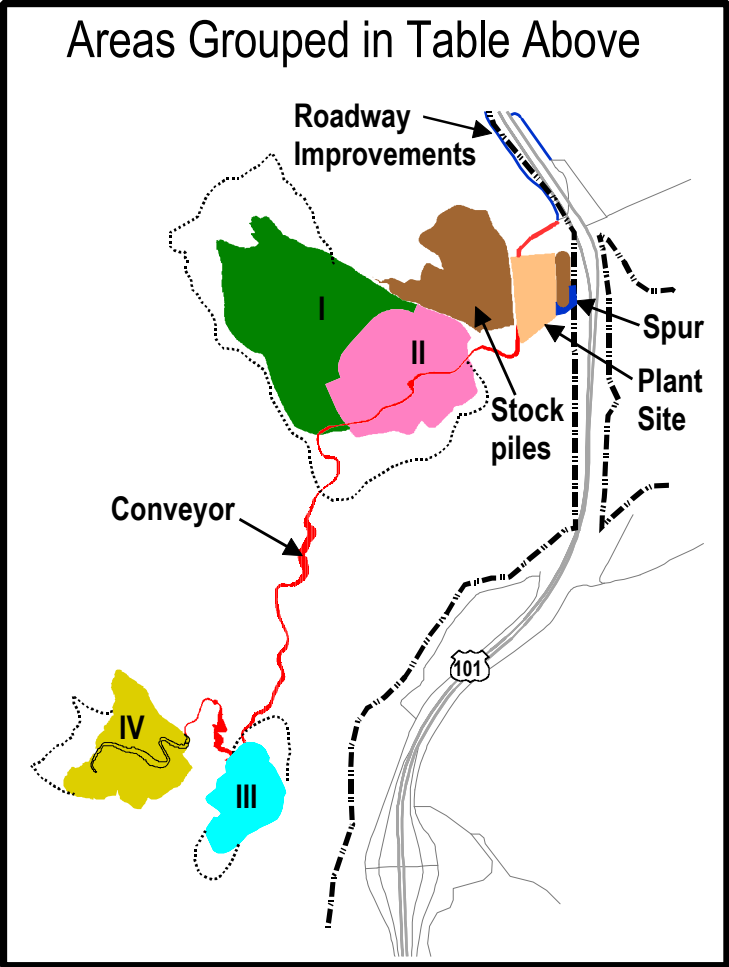 Areas Grouped in Table Above
Roadway
Improvements
I
II
Spur
Plant
Site
Stock
piles
Conveyor
101
IV
III